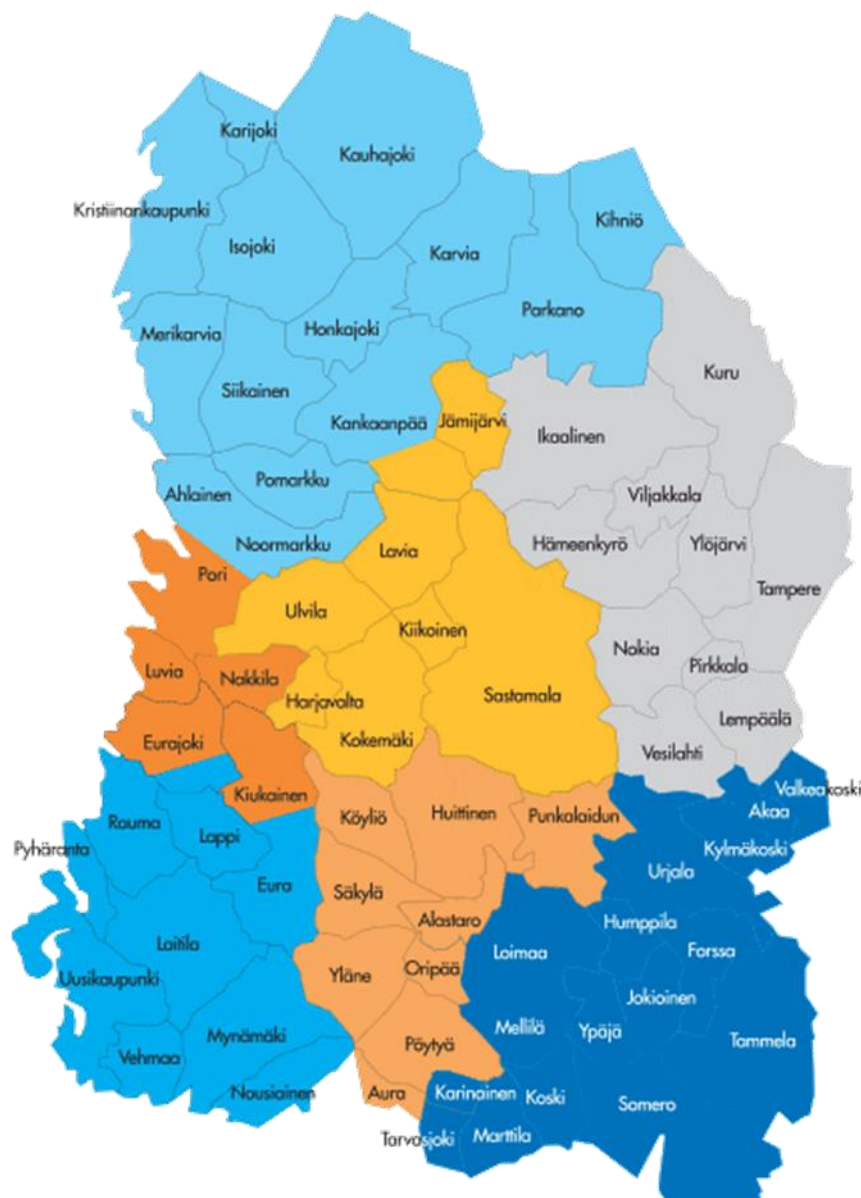 Karijoki
Kauhajoki
Kristiinankaupunki
Kihniö
Isojoki
Karvia
Parkano
Merikarvia
Honkajoki
Kuru
Siikainen
Kankaanpää
Jämijärvi
Ikaalinen
Pomarkku
Ahlainen
Viljakkala
Noormarkku
Lavia
Hämeenkyrö
Ylöjärvi
Pori
Tampere
Ulvila
Kiikoinen
Nokia
Pirkkala
Luvia
Nakkila
Harjavalta
Sastamala
Lempäälä
Eurajoki
Kokemäki
Vesilahti
Valkeakoski
Kiukainen
Köyliö
Huittinen
Punkalaidun
Akaa
Rauma
Lappi
Kylmäkoski
Pyhäranta
Urjala
Eura
Säkylä
Alastaro
Humppila
Laitila
Loimaa
Forssa
Uusikaupunki
Yläne
Oripää
Jokioinen
Mynämäki
Mellilä
Ypäjä
Tammela
Vehmaa
Pöytyä
Nousiainen
Aura
Karinainen
Koski
Somero
Tarvasjoki
Marttila